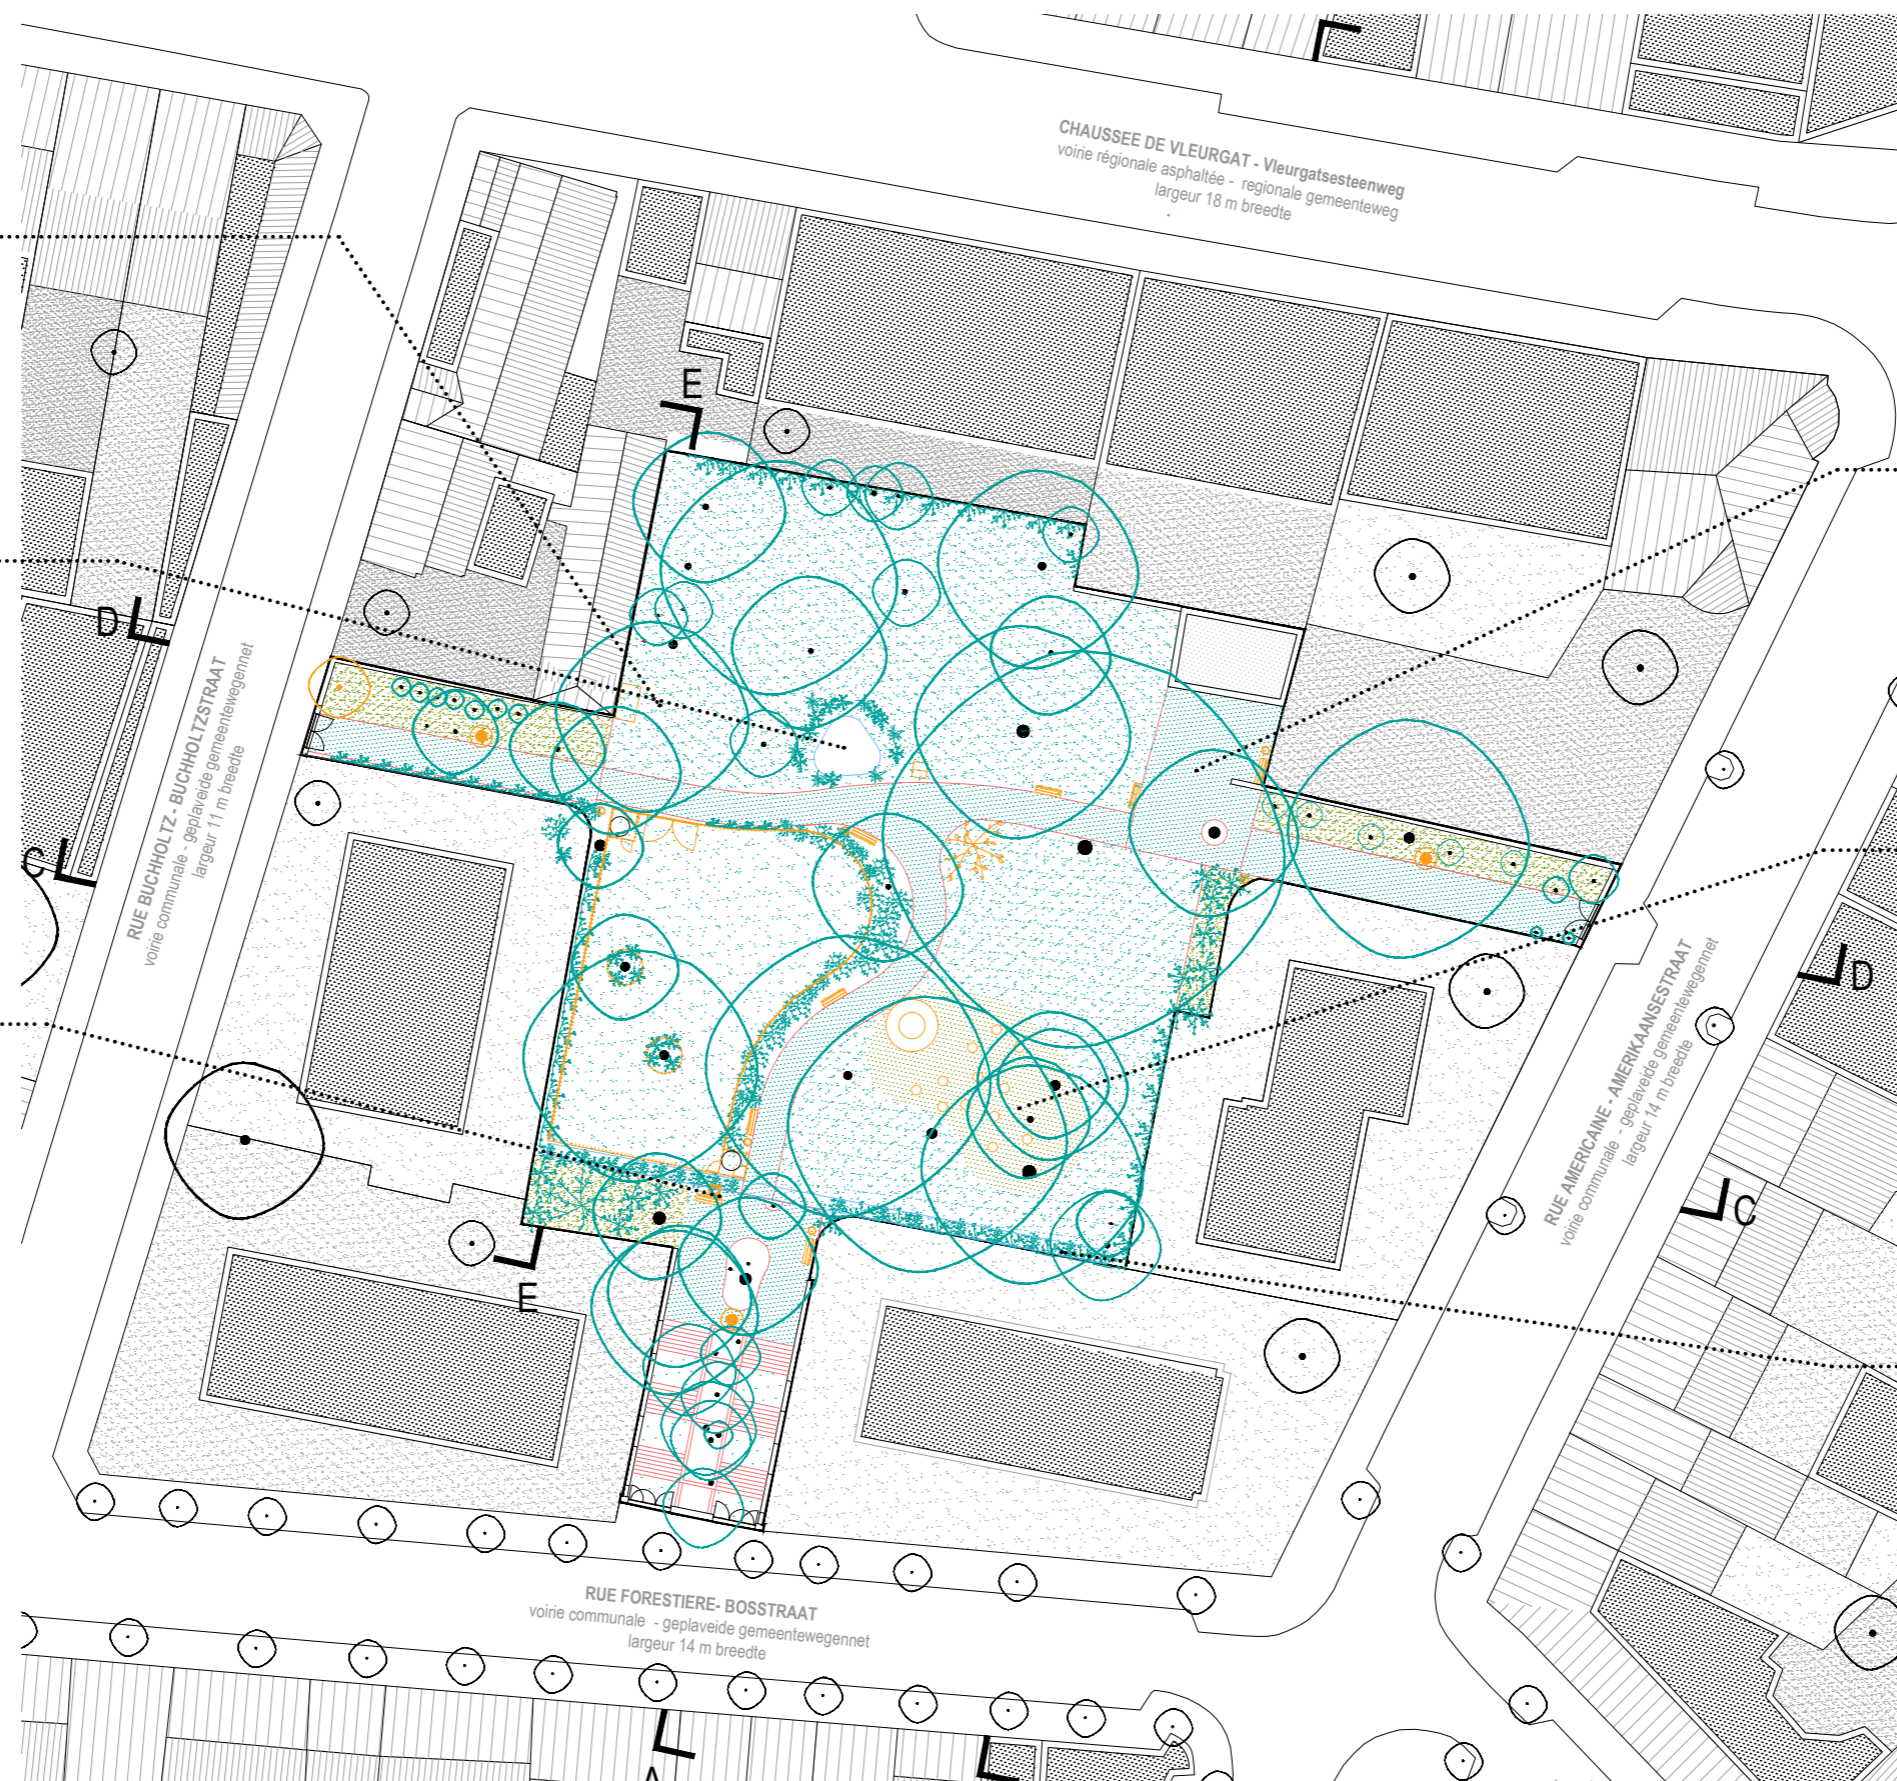 CHAUSSEE DE VLEURGAT - Vleurgatsesteenweg
voirie régionale asphaltée - regionale gemeenteweg
largeur 18 m breedte
E
D
C
RUE BUCHHOLTZ - BUCHHOLTZSTRAAT
voirie communale - geplaveide gemeentewegennet
largeur 11 m breedte
D
C
RUE AMERICAINE - AMERIKAANSESTRAAT
voirie communale - geplaveide gemeentewegennet
largeur 14 m breedte
E
RUE FORESTIERE- BOSSTRAAT
voirie communale - geplaveide gemeentewegennet
largeur 14 m breedte
A